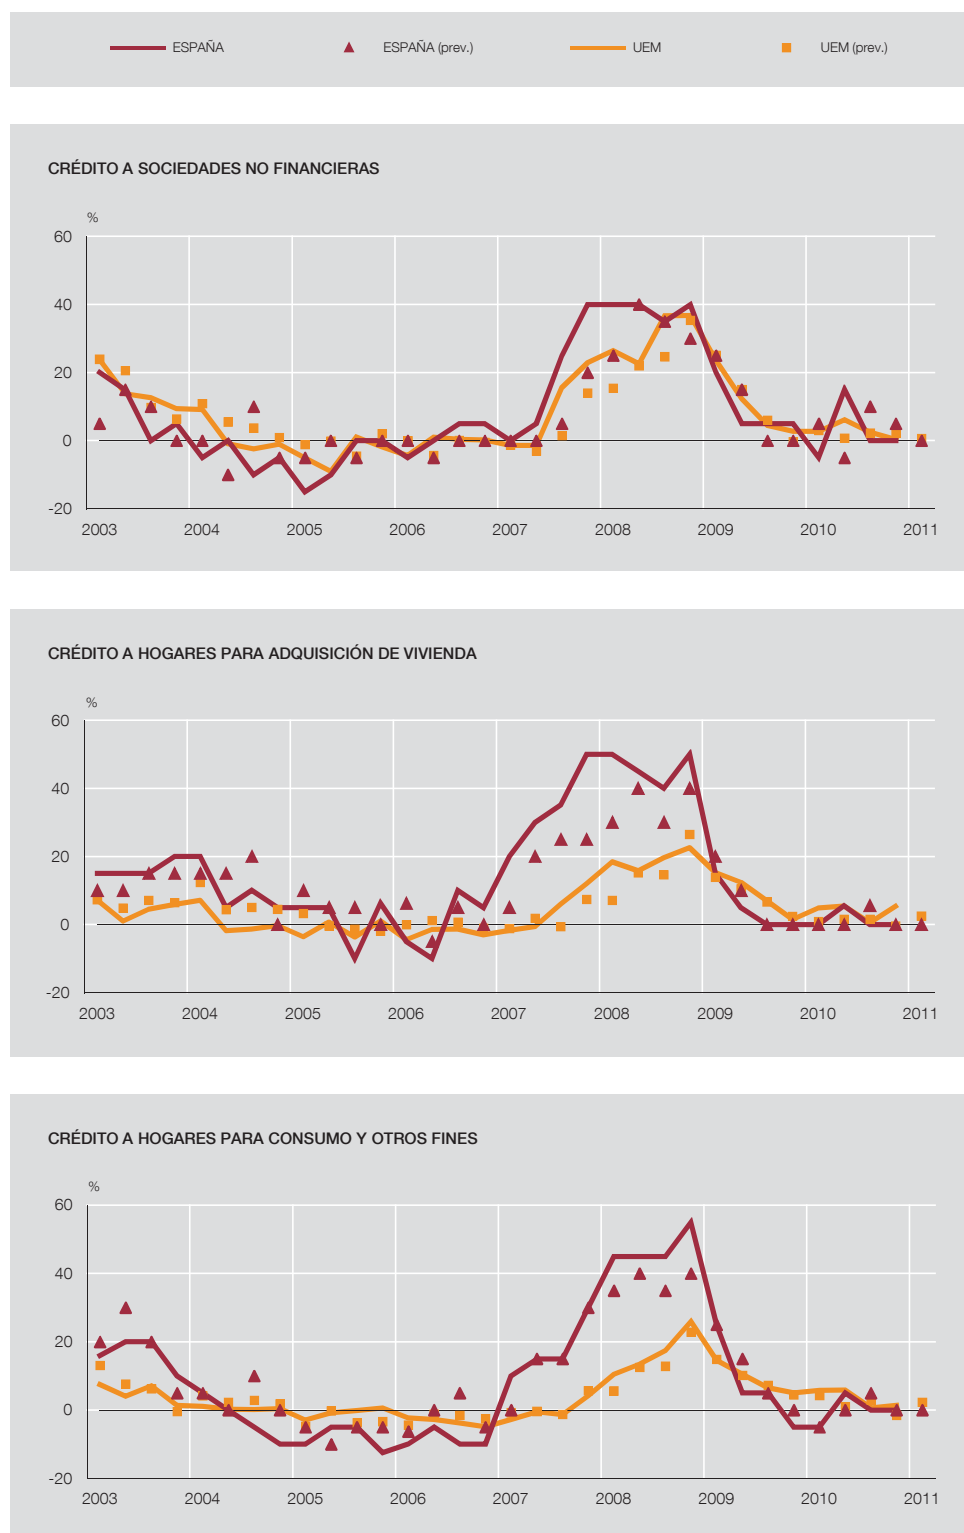 ESPAÑA ESPAÑA (prev.) UEM UEM (prev.)
CRÉDITO A SOCIEDADES NO FINANCIERAS
%
60
40
20
0
-20
2003 2004 2005 2006 2007 2008 2009 2010 2011
CRÉDITO A HOGARES PARA ADQUISICIÓN DE VIVIENDA
%
60
40
20
0
-20
2003 2004 2005 2006 2007 2008 2009 2010 2011
CRÉDITO A HOGARES PARA CONSUMO Y OTROS FINES
%
60
40
20
0
-20
2003 2004 2005 2006 2007 2008 2009 2010 2011